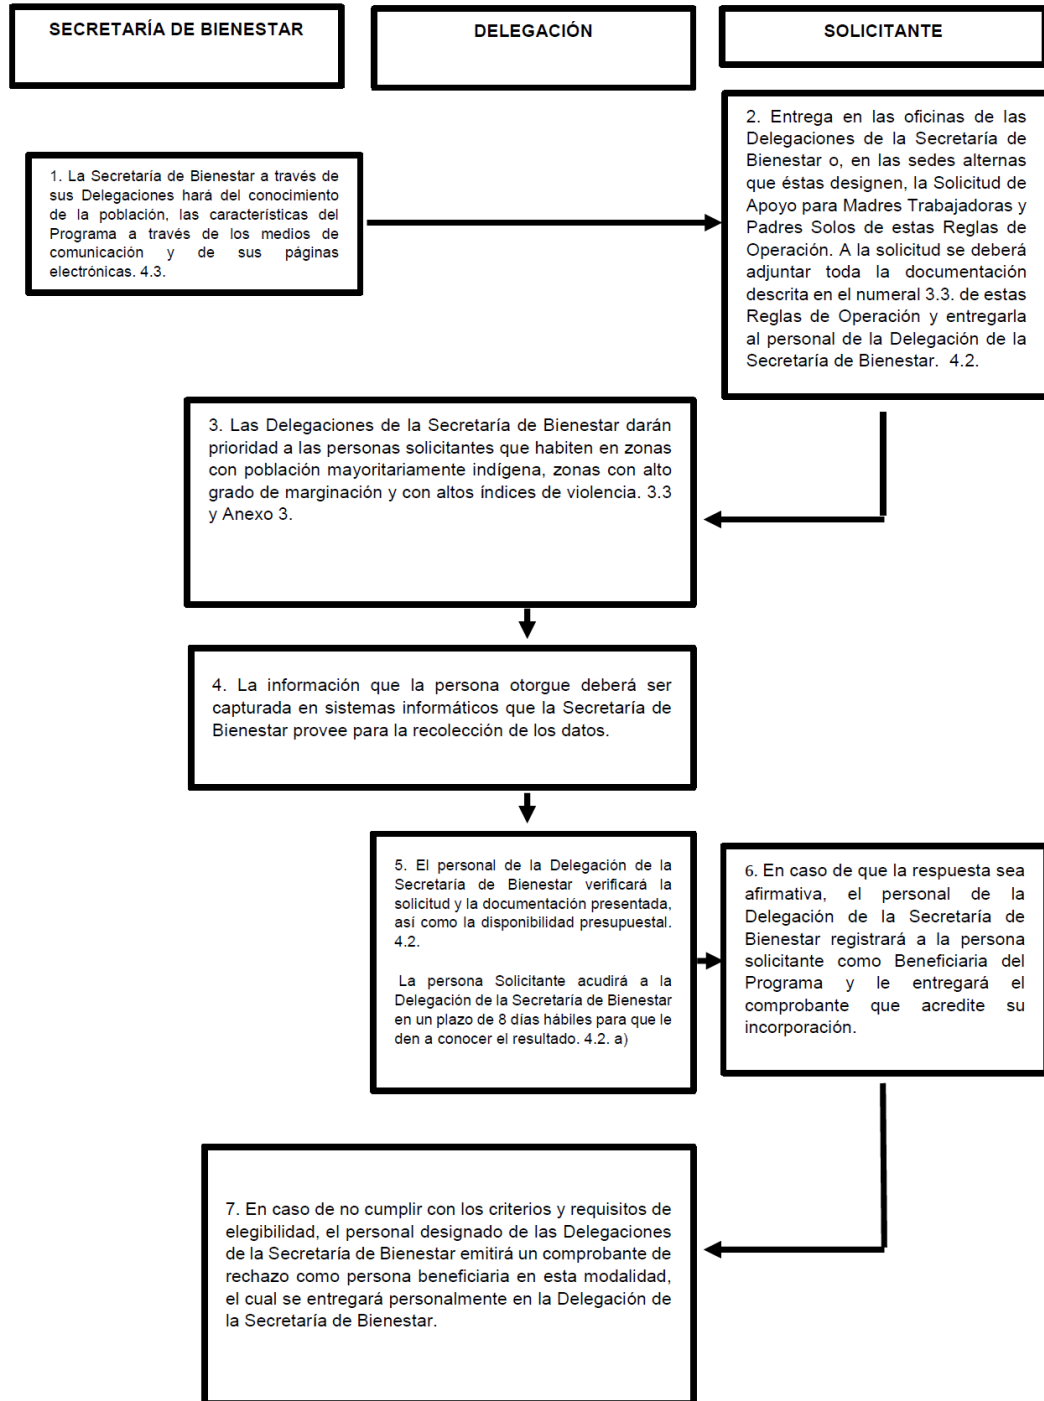 SECRETARÍA DE BIENESTAR
DELEGACIÓN
SOLICITANTE
1. La Secretaría de Bienestar a través de
sus Delegaciones hará del conocimiento
de la población, las características del
Programa a través de los medios de
comunicación y de sus páginas
electrónicas. 4.3.
2. Entrega en las oficinas de las
Delegaciones de la Secretaría de
Bienestar o, en las sedes alternas
que éstas designen, la Solicitud de
Apoyo para Madres Trabajadoras y
Padres Solos de estas Reglas de
Operación. A la solicitud se deberá
adjuntar toda la documentación
descrita en el numeral 3.3. de estas
Reglas de Operación y entregarla
al personal de la Delegación de la
Secretaría de Bienestar. 4.2.
3. Las Delegaciones de la Secretaría de Bienestar darán
prioridad a las personas solicitantes que habiten en zonas
con población mayoritariamente indígena, zonas con alto
grado de marginación y con altos índices de violencia. 3.3
y Anexo 3.
4. La información que la persona otorgue deberá ser
capturada en sistemas informáticos que la Secretaría de
Bienestar provee para la recolección de los datos.
5. El personal de la Delegación de la
Secretaría de Bienestar verificará la
solicitud y la documentación presentada,
así como la disponibilidad presupuestal.
4.2.
La persona Solicitante acudirá a la
Delegación de la Secretaría de Bienestar
en un plazo de 8 días hábiles para que le
den a conocer el resultado. 4.2. a)
6. En caso de que la respuesta sea
afirmativa, el personal de la
Delegación de la Secretaría de
Bienestar registrará a la persona
solicitante como Beneficiaria del
Programa y le entregará el
comprobante que acredite su
incorporación.
7. En caso de no cumplir con los criterios y requisitos de
elegibilidad, el personal designado de las Delegaciones
de la Secretaría de Bienestar emitirá un comprobante de
rechazo como persona beneficiaria en esta modalidad,
el cual se entregará personalmente en la Delegación de
la Secretaría de Bienestar.